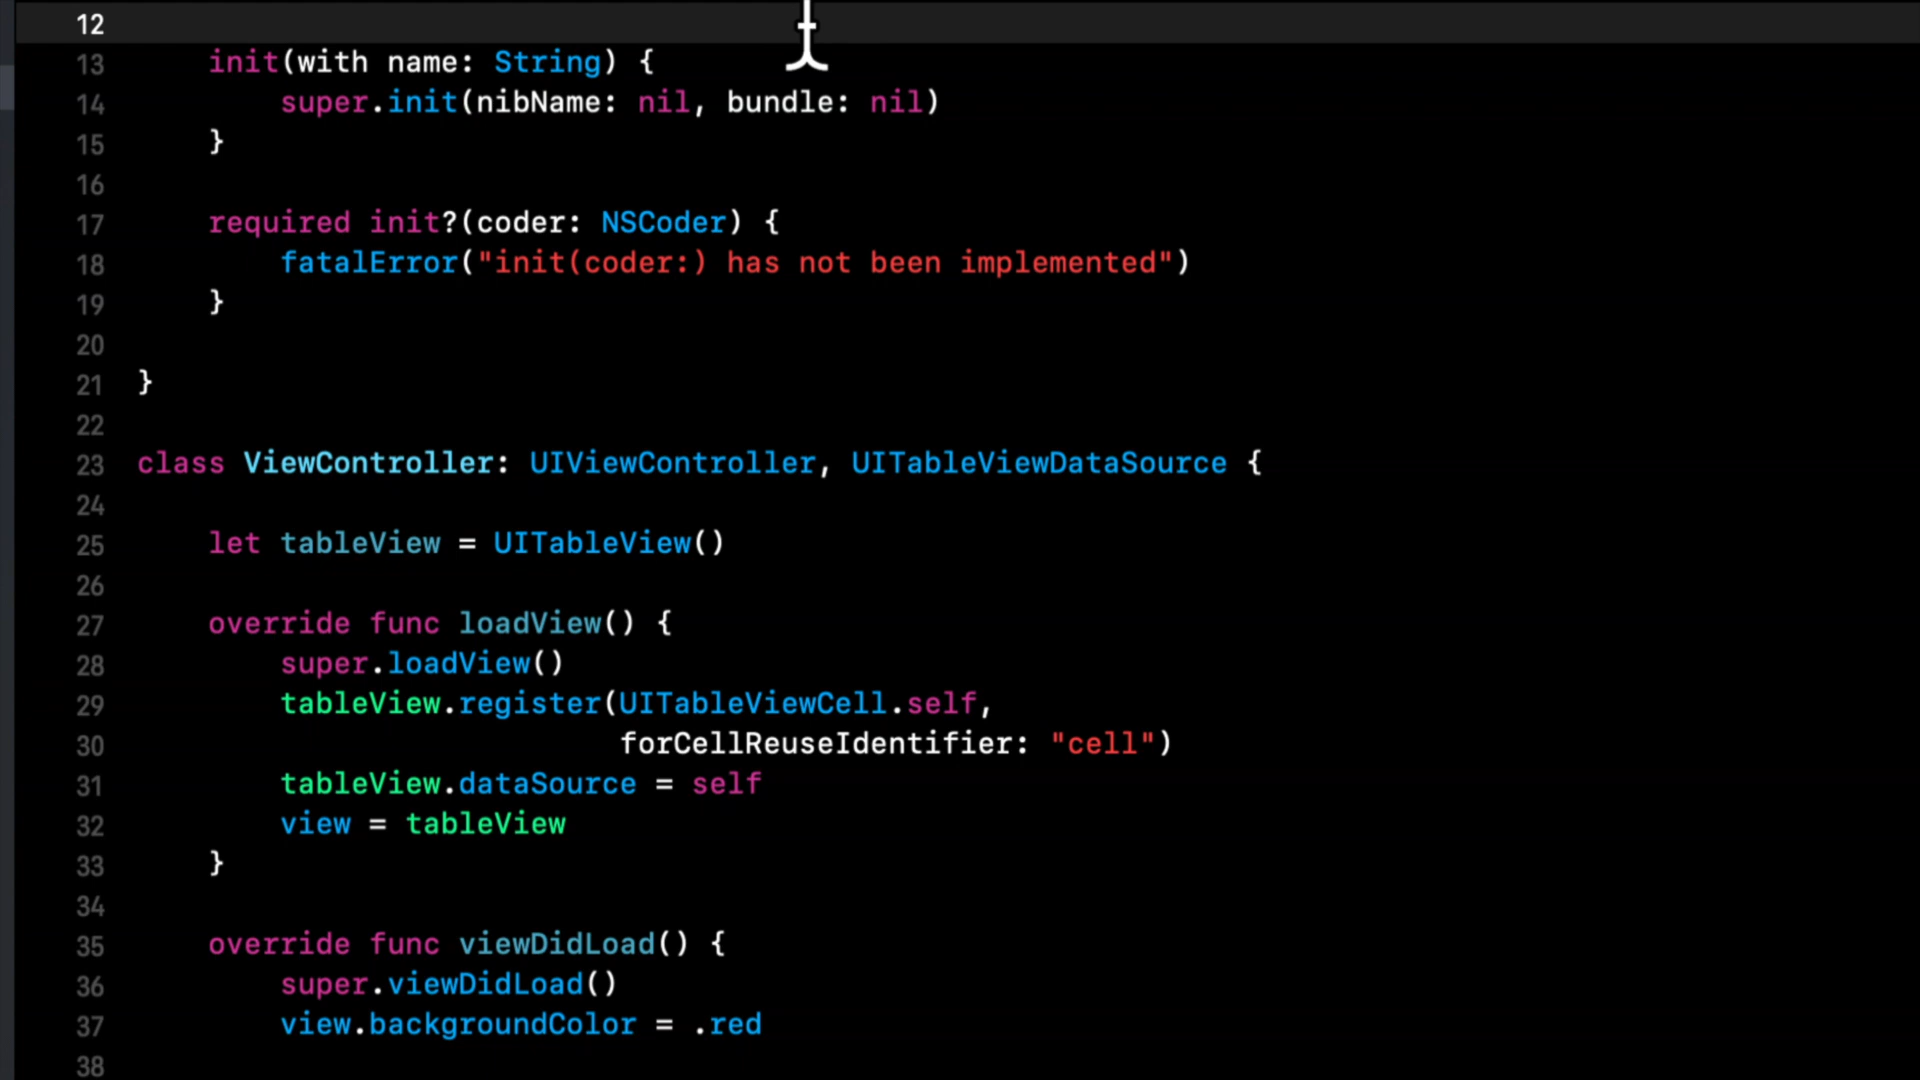 12
13 init(with name: String) {
14 super.init(nibName: nil, bundle: nil)
15 }
16
17 required init?(coder: NSCoder) {
18 fatalError("init(coder:) has not been implemented")
19 }
20
21 }
22
23 class ViewController: UIViewController, UITableViewDataSource {
24
25 let tableView = UITableView()
26
27 override func loadView() {
28 super.loadView()
29 tableView.register(UITableViewCell.self,
30 forCellReuseIdentifier: "cell")
31 tableView.dataSource = self
32 view = tableView
33 }
34
35 override func viewDidLoad() {
36 super.viewDidLoad()
37 view.backgroundColor = .red
38